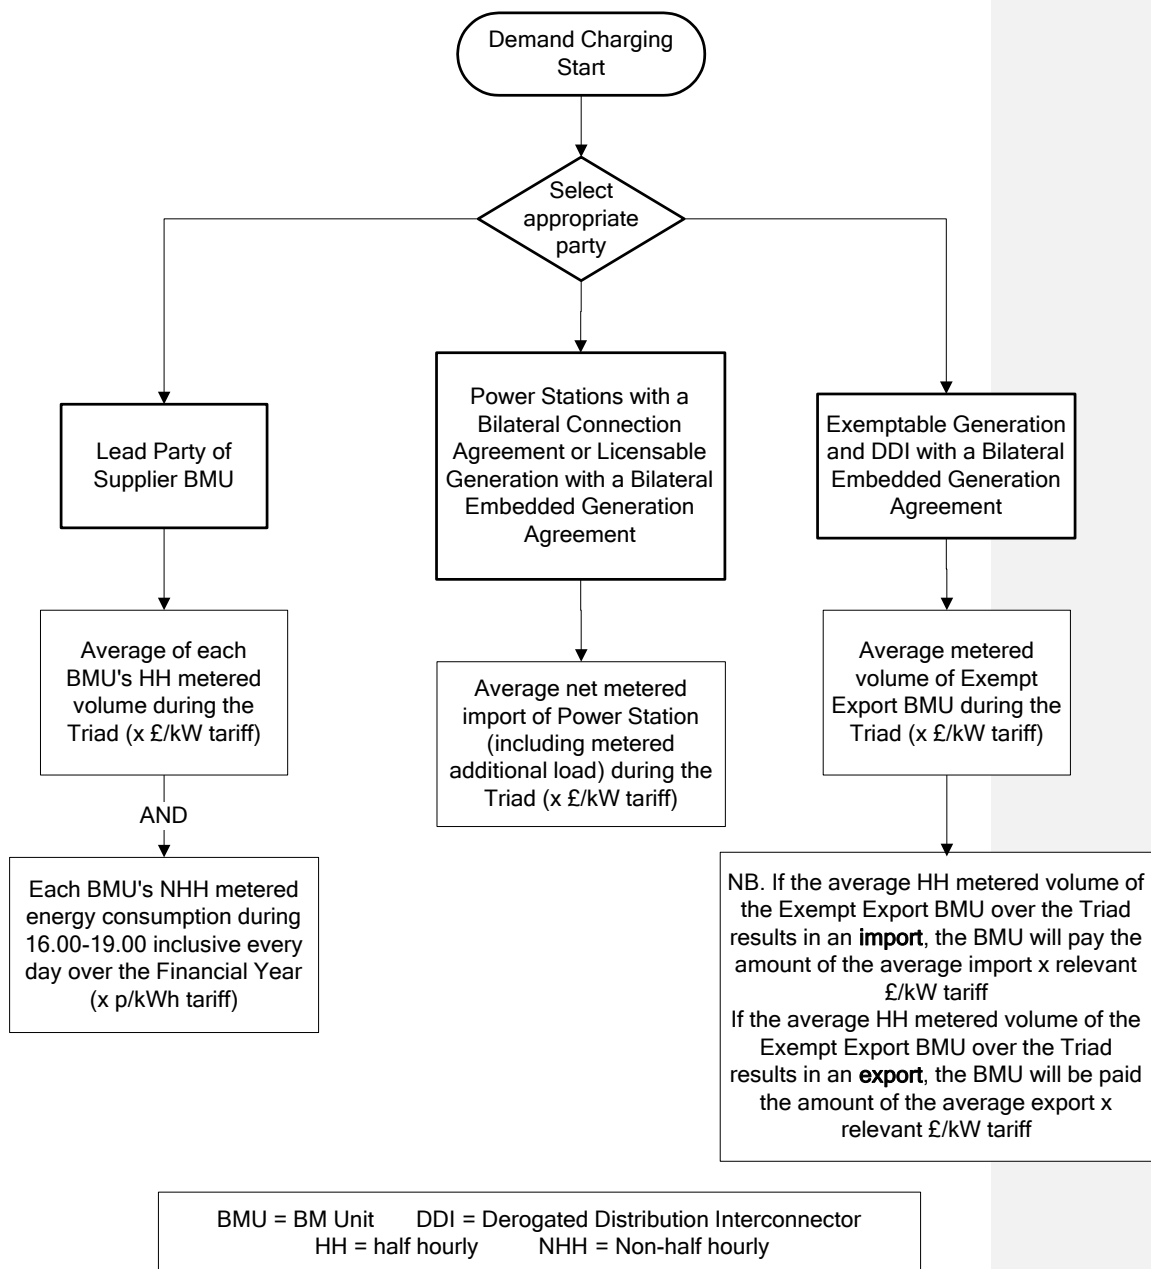 Demand Charging
Start
Select
appropriate
party
Lead Party of
Supplier BMU
Power Stations with a
Bilateral Connection
Agreement or Licensable
Generation with a Bilateral
Embedded Generation
Agreement
Exemptable Generation
and DDI with a Bilateral
Embedded Generation
Agreement
Average of each
BMU's HH metered
volume during the
Triad (x £/kW tariff)
AND
Each BMU's NHH metered
energy consumption during
16.00-19.00 inclusive every
day over the Financial Year
(x p/kWh tariff)
Average net metered
import of Power Station
(including metered
additional load) during the
Triad (x £/kW tariff)
Average metered
volume of Exempt
Export BMU during the
Triad (x £/kW tariff)
NB. If the average HH metered volume of
the Exempt Export BMU over the Triad
results in an import, the BMU will pay the
amount of the average import x relevant
£/kW tariff
If the average HH metered volume of the
Exempt Export BMU over the Triad
results in an export, the BMU will be paid
the amount of the average export x
relevant £/kW tariff
BMU = BM Unit DDI = Derogated Distribution Interconnector
HH = half hourly NHH = Non-half hourly